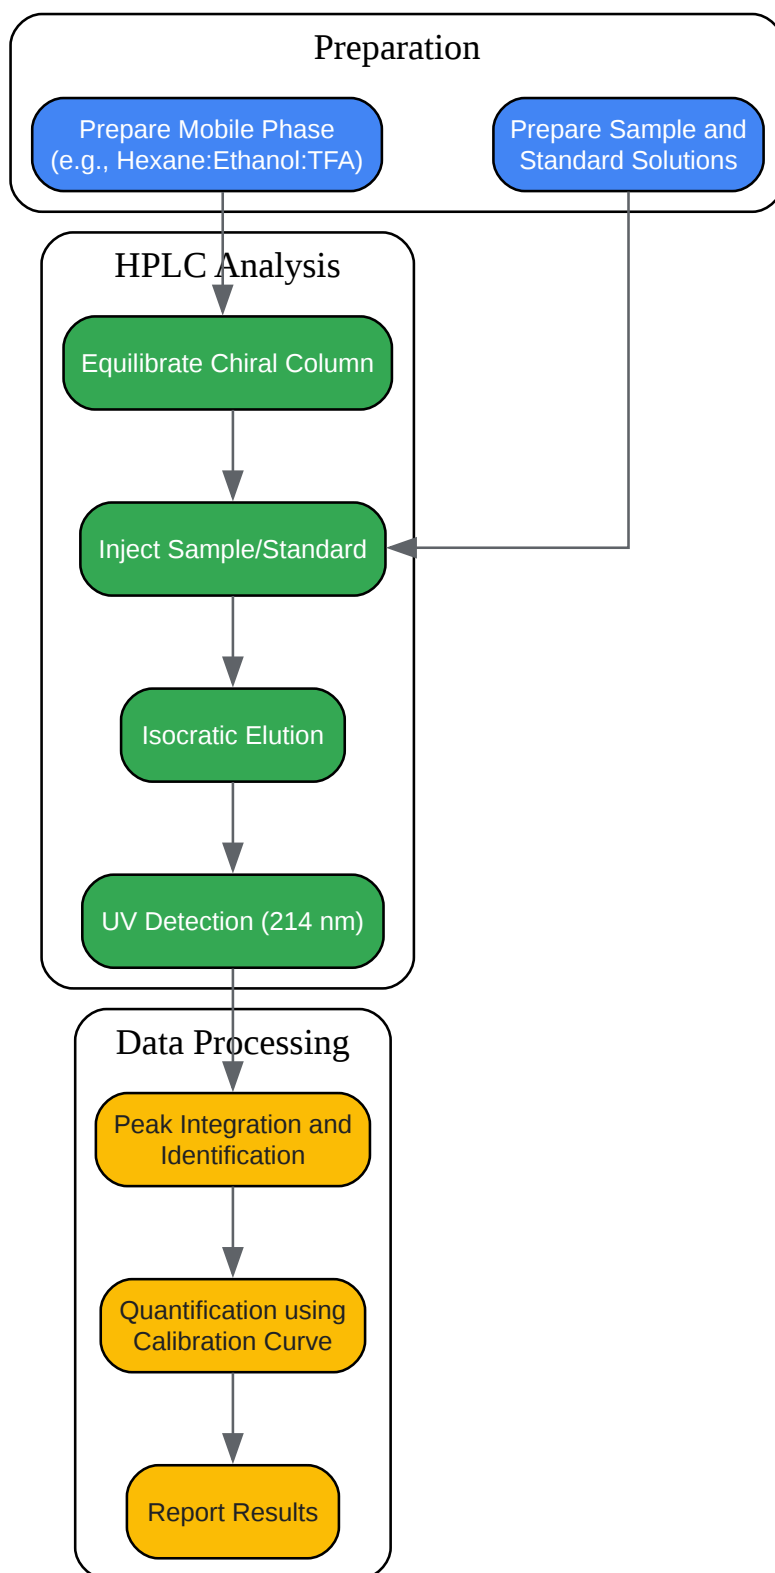 Preparation
Prepare Mobile Phase
(e.g., Hexane:Ethanol:TFA)
Prepare Sample and
Standard Solutions
HPLC Analysis
Equilibrate Chiral Column
Inject Sample/Standard
Isocratic Elution
UV Detection (214 nm)
Data Processing
Peak Integration and
Identification
Quantification using
Calibration Curve
Report Results